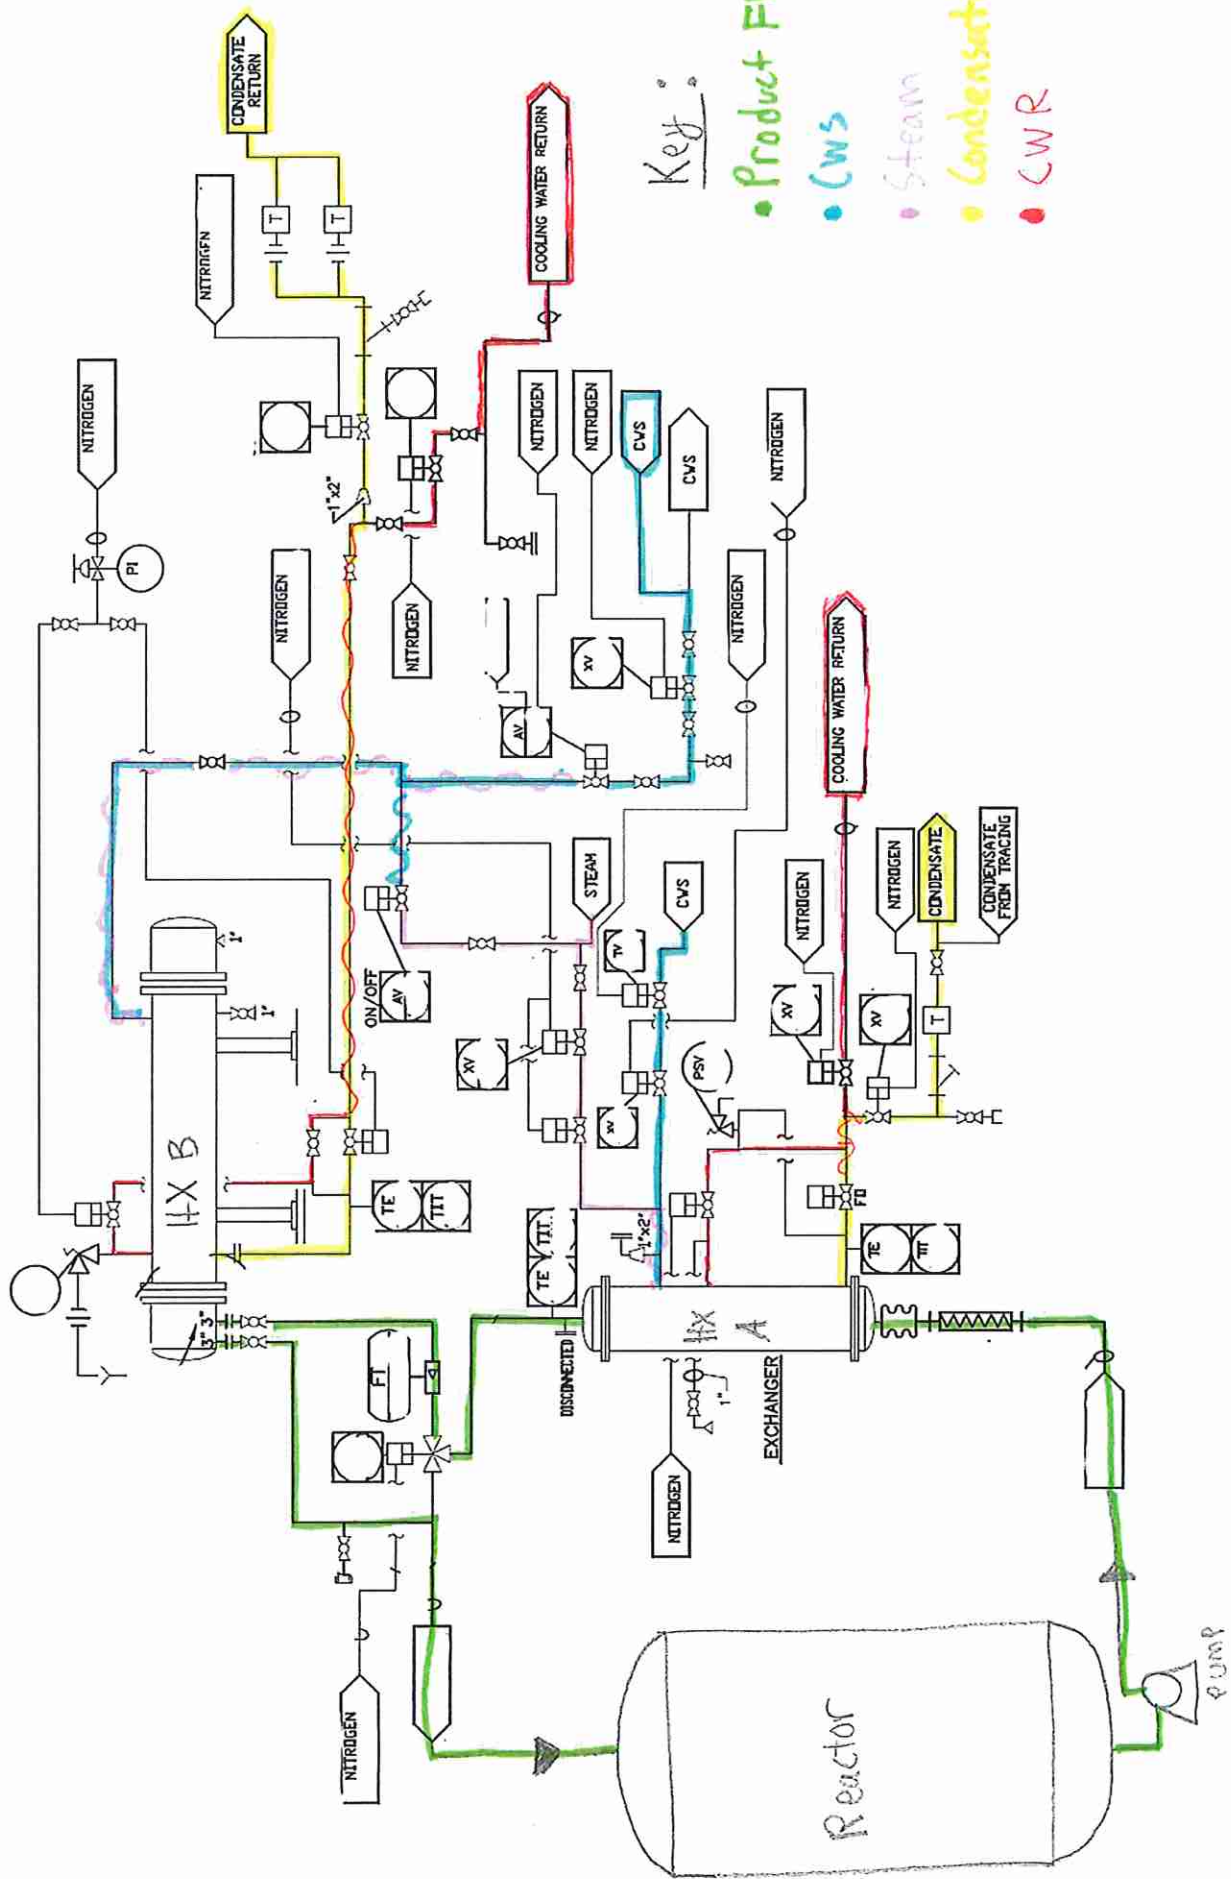 CONDENSATE
RETURN
NITROGEN
T
T
COOLING WATER RETURN
Key :
• Product F
• CWS
• Steam
• Condensat
• CWR
NITROGEN
PI
1"x2"
NITROGEN
NITROGEN
NITROGEN
NITROGEN
CWS
CWS
NITROGEN
NITROGEN
AV
XV
HX B
1"
1"
3" 3"
ON/OFF
AV
STEAM
CWS
TV
XV
XV
PSV
TE
TIT
COOLING WATER RETURN
NITROGEN
NITROGEN
XV
XV
CONDENSATE
CONDENSATE
FROM TRACING
T
FO
TE
TIT
TE
TIT
1"x2"
DISCONNECTED
FT
HX
A
1"
EXCHANGER
NITROGEN
NITROGEN
Reactor
PUMP